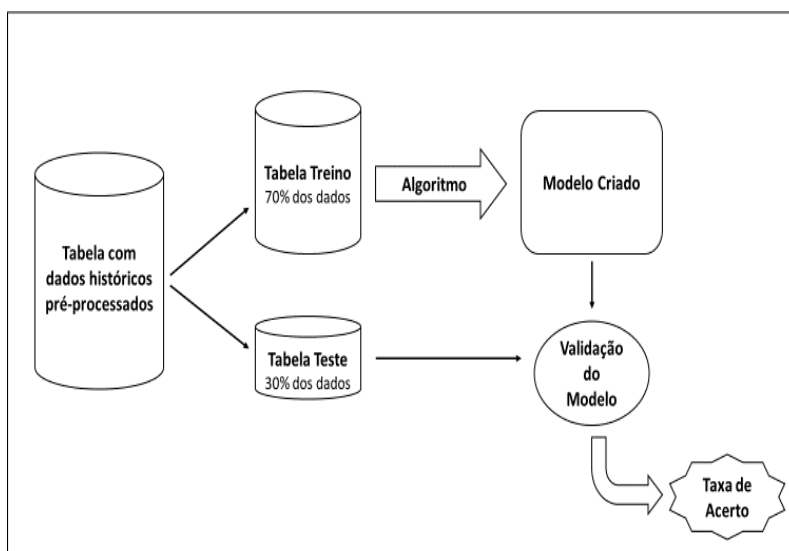 Tabela com
dados históricos
pré-processados
Tabela Treino
70% dos dados
Algoritmo
Modelo Criado
Tabela Teste
30% dos dados
Validação
do
Modelo
Taxa de
Acerto